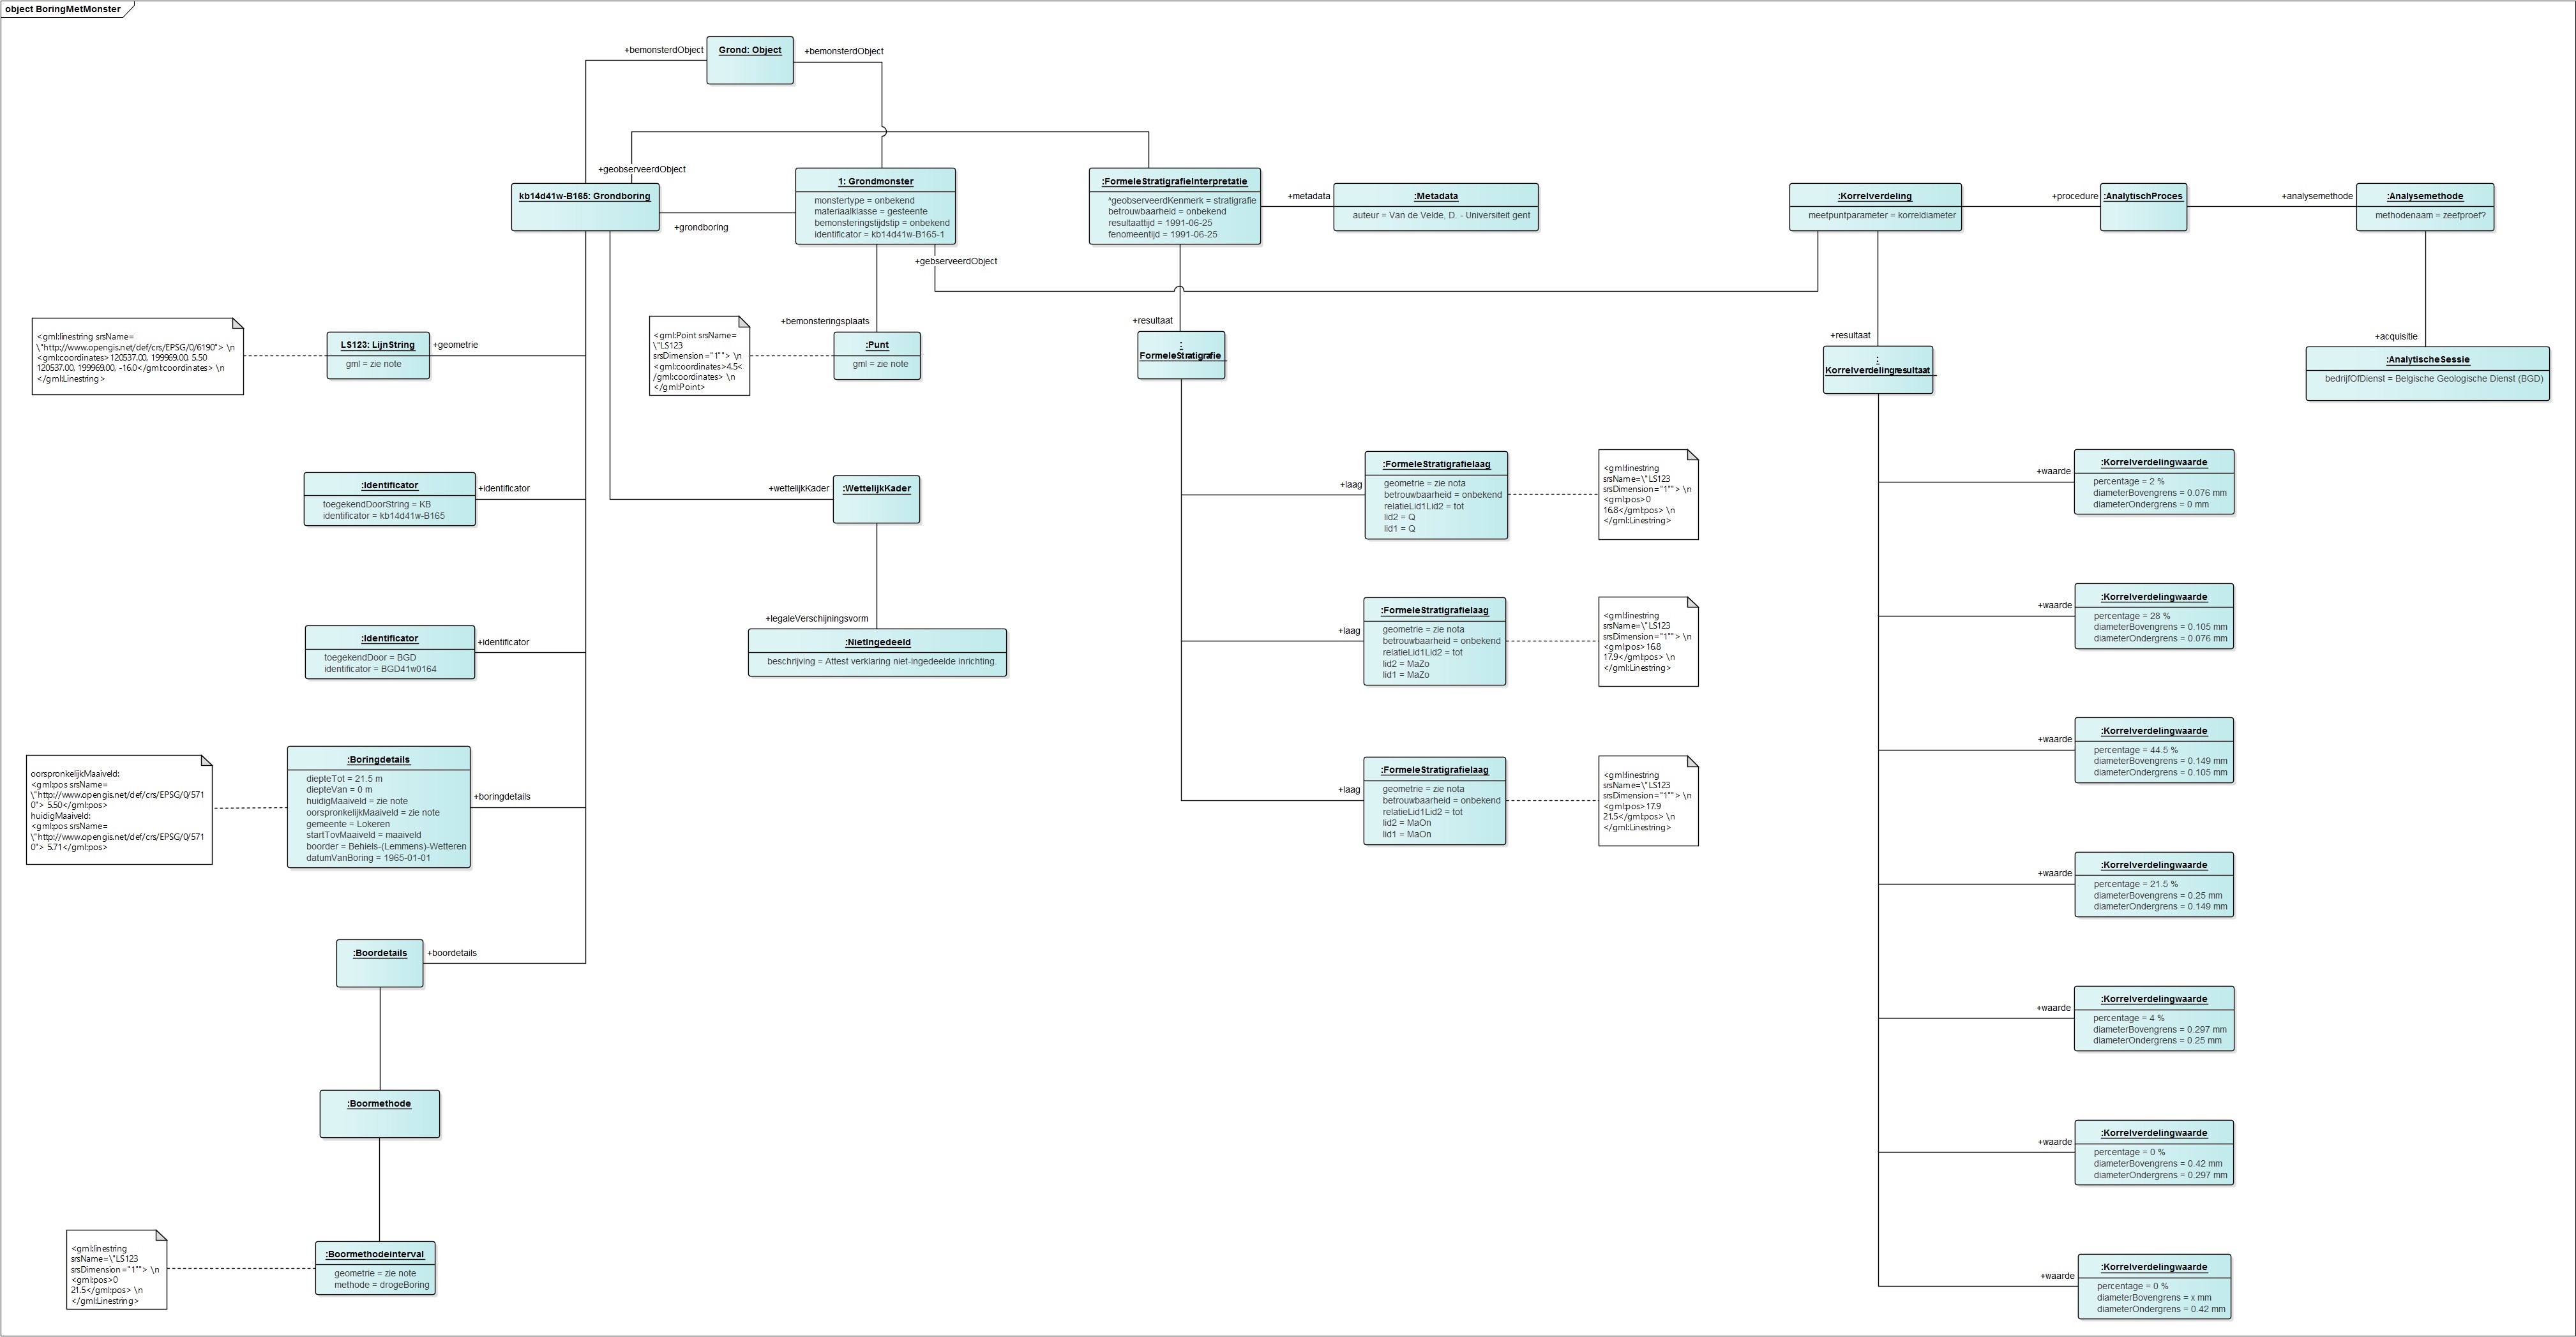 object BoringMetMonster
+bemonsterdObject
Grond: Object
+bemonsterdObject
+geobserveerdObject
kb14d41w-B165: Grondboring
+grondboring
1: Grondmonster
monstertype = onbekend
materiaalklasse = gesteente
bemonsteringstijdstip = onbekend
identificator = kb14d41w-B165-1
+gebserveerdObject
:FormeleStratigrafieInterpretatie
^geobserveerdKenmerk = stratigrafie
betrouwbaarheid = onbekend
resultaattijd = 1991-06-25
fenomeentijd = 1991-06-25
+metadata
:Metadata
auteur = Van de Velde, D. - Universiteit gent
:Korrelverdeling
meetpuntparameter = korreldiameter
+procedure
:AnalytischProces
+analysemethode
:Analysemethode
methodenaam = zeefproef?
<gml:linestring srsName=
\"http://www.opengis.net/def/crs/EPSG/0/6190"> \n
<gml:coordinates>120537.00, 199969.00, 5.50
120537.00, 199969.00, -16.0</gml:coordinates> \n
</gml:Linestring>
LS123: LijnString
gml = zie note
+geometrie
<gml:Point srsName=
\"LS123
srsDimension="1""> \n
<gml:coordinates>4.5<
/gml:coordinates> \n
</gml:Point>
+bemonsteringsplaats
:Punt
gml = zie note
+resultaat
:
FormeleStratigrafie
+resultaat
:
Korrelverdelingresultaat
+acquisitie
:AnalytischeSessie
bedrijfOfDienst = Belgische Geologische Dienst (BGD)
:Identificator
toegekendDoorString = KB
identificator = kb14d41w-B165
+identificator
+wettelijkKader
:WettelijkKader
+laag
:FormeleStratigrafielaag
geometrie = zie nota
betrouwbaarheid = onbekend
relatieLid1Lid2 = tot
lid2 = Q
lid1 = Q
<gml:linestring
srsName=\"LS123
srsDimension="1""> \n
<gml:pos>0
16.8</gml:pos> \n
</gml:Linestring>
+waarde
:Korrelverdelingwaarde
percentage = 2 %
diameterBovengrens = 0.076 mm
diameterOndergrens = 0 mm
:Identificator
toegekendDoor = BGD
identificator = BGD41w0164
+identificator
+legaleVerschijningsvorm
:NietIngedeeld
beschrijving = Attest verklaring niet-ingedeelde inrichting.
+laag
:FormeleStratigrafielaag
geometrie = zie nota
betrouwbaarheid = onbekend
relatieLid1Lid2 = tot
lid2 = MaZo
lid1 = MaZo
<gml:linestring
srsName=\"LS123
srsDimension="1""> \n
<gml:pos>16.8
17.9</gml:pos> \n
</gml:Linestring>
+waarde
:Korrelverdelingwaarde
percentage = 28 %
diameterBovengrens = 0.105 mm
diameterOndergrens = 0.076 mm
oorspronkelijkMaaiveld:
<gml:pos srsName=
\"http://www.opengis.net/def/crs/EPSG/0/571
0"> 5.50</gml:pos>
huidigMaaiveld:
<gml:pos srsName=
\"http://www.opengis.net/def/crs/EPSG/0/571
0"> 5.71</gml:pos>
:Boringdetails
diepteTot = 21.5 m
diepteVan = 0 m
huidigMaaiveld = zie note
oorspronkelijkMaaiveld = zie note
gemeente = Lokeren
startTovMaaiveld = maaiveld
boorder = Behiels-(Lemmens)-Wetteren
datumVanBoring = 1965-01-01
+boringdetails
+laag
:FormeleStratigrafielaag
geometrie = zie nota
betrouwbaarheid = onbekend
relatieLid1Lid2 = tot
lid2 = MaOn
lid1 = MaOn
<gml:linestring
srsName=\"LS123
srsDimension="1""> \n
<gml:pos>17.9
21.5</gml:pos> \n
</gml:Linestring>
+waarde
:Korrelverdelingwaarde
percentage = 44.5 %
diameterBovengrens = 0.149 mm
diameterOndergrens = 0.105 mm
+waarde
:Korrelverdelingwaarde
percentage = 21.5 %
diameterBovengrens = 0.25 mm
diameterOndergrens = 0.149 mm
:Boordetails
+boordetails
+waarde
:Korrelverdelingwaarde
percentage = 4 %
diameterBovengrens = 0.297 mm
diameterOndergrens = 0.25 mm
:Boormethode
+waarde
:Korrelverdelingwaarde
percentage = 0 %
diameterBovengrens = 0.42 mm
diameterOndergrens = 0.297 mm
<gml:linestring
srsName=\"LS123
srsDimension="1""> \n
<gml:pos>0
21.5</gml:pos> \n
</gml:Linestring>
:Boormethodeinterval
geometrie = zie note
methode = drogeBoring
+waarde
:Korrelverdelingwaarde
percentage = 0 %
diameterBovengrens = x mm
diameterOndergrens = 0.42 mm